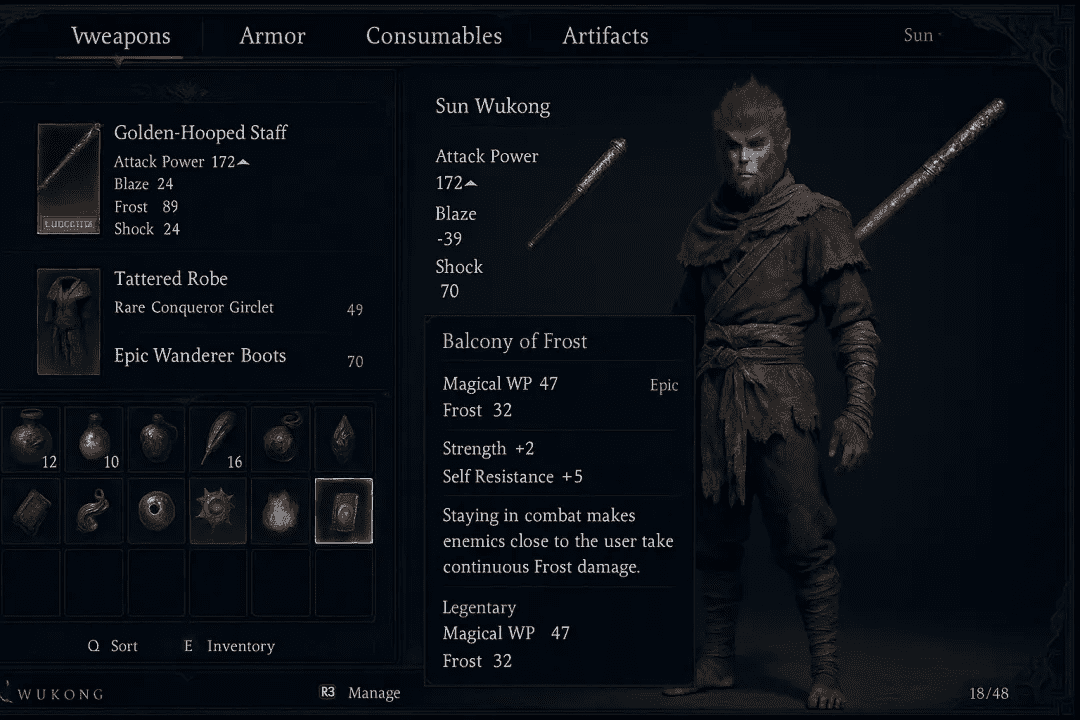 Vweapons
Armor
Consumables
Artifacts
Sun -
Golden-Hooped Staff
Attack Power 172
Blaze 24
Frost 89
Shock 24
Tattered Robe
Rare Conqueror Girclet 49
Epic Wanderer Boots 70
12
10
16
Q Sort
E Inventory
WUKONG
R3 Manage
Sun Wukong
Attack Power
172
Blaze
-39
Shock
70
Balcony of Frost
Magical WP 47 Epic
Frost 32
Strength +2
Self Resistance +5
Staying in combat makes
enemics close to the user take
continuous Frost damage.
Legentary
Magical WP 47
Frost 32
18/48